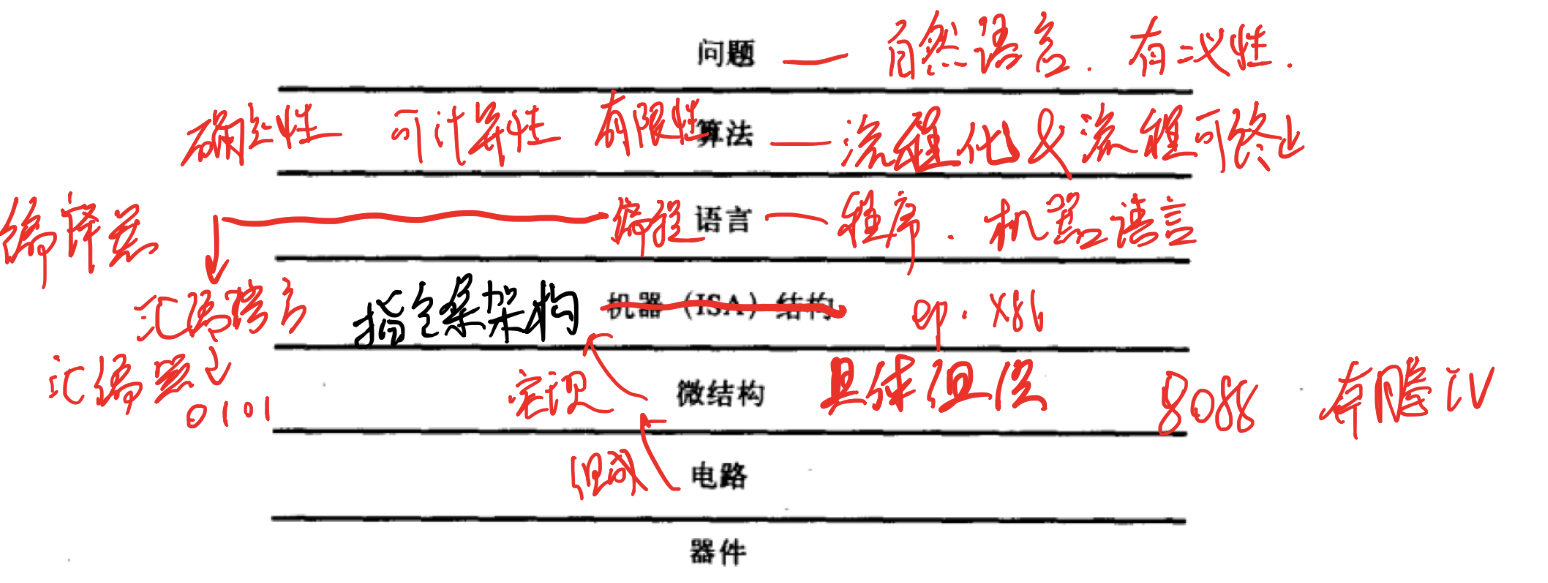 问题 — 自然语言. 有二义性.
确定性 可计算性 有限性 算法 — 流程化 & 流程可终止
编译器 编程 语言 — 程序. 机器语言
汇编语言 指令集架构 机器（ISA）结构 ep. X86
汇编器 0101 实现 微结构 具体组织 8088 奔腾IV
组成 电路
器件